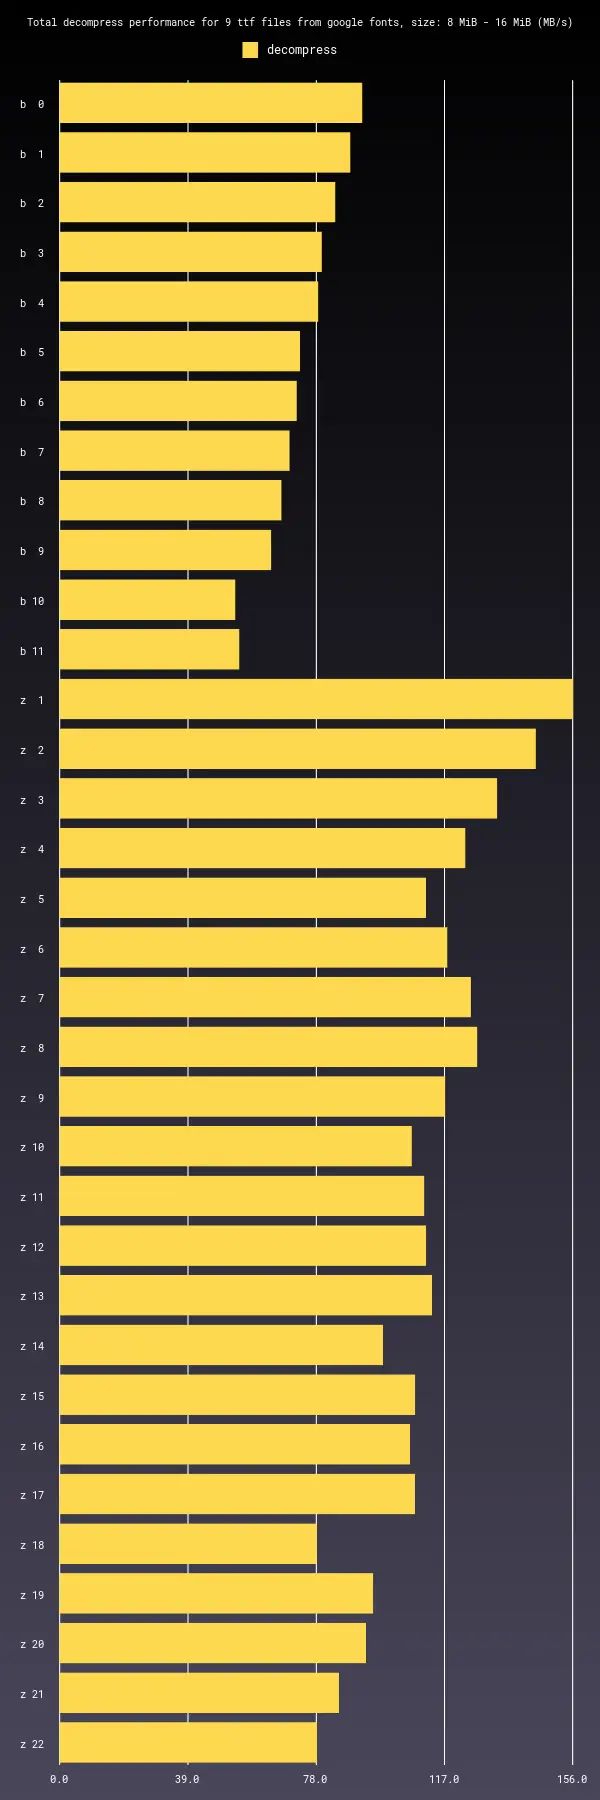 Total decompress performance for 9 ttf files from google fonts, size: 8 MiB - 16 MiB (MB/s)
decompress
b 0
b 1
b 2
b 3
b 4
b 5
b 6
b 7
b 8
b 9
b 10
b 11
z 1
z 2
z 3
z 4
z 5
z 6
z 7
z 8
z 9
z 10
z 11
z 12
z 13
z 14
z 15
z 16
z 17
z 18
z 19
z 20
z 21
z 22
0.0 39.0 78.0 117.0 156.0